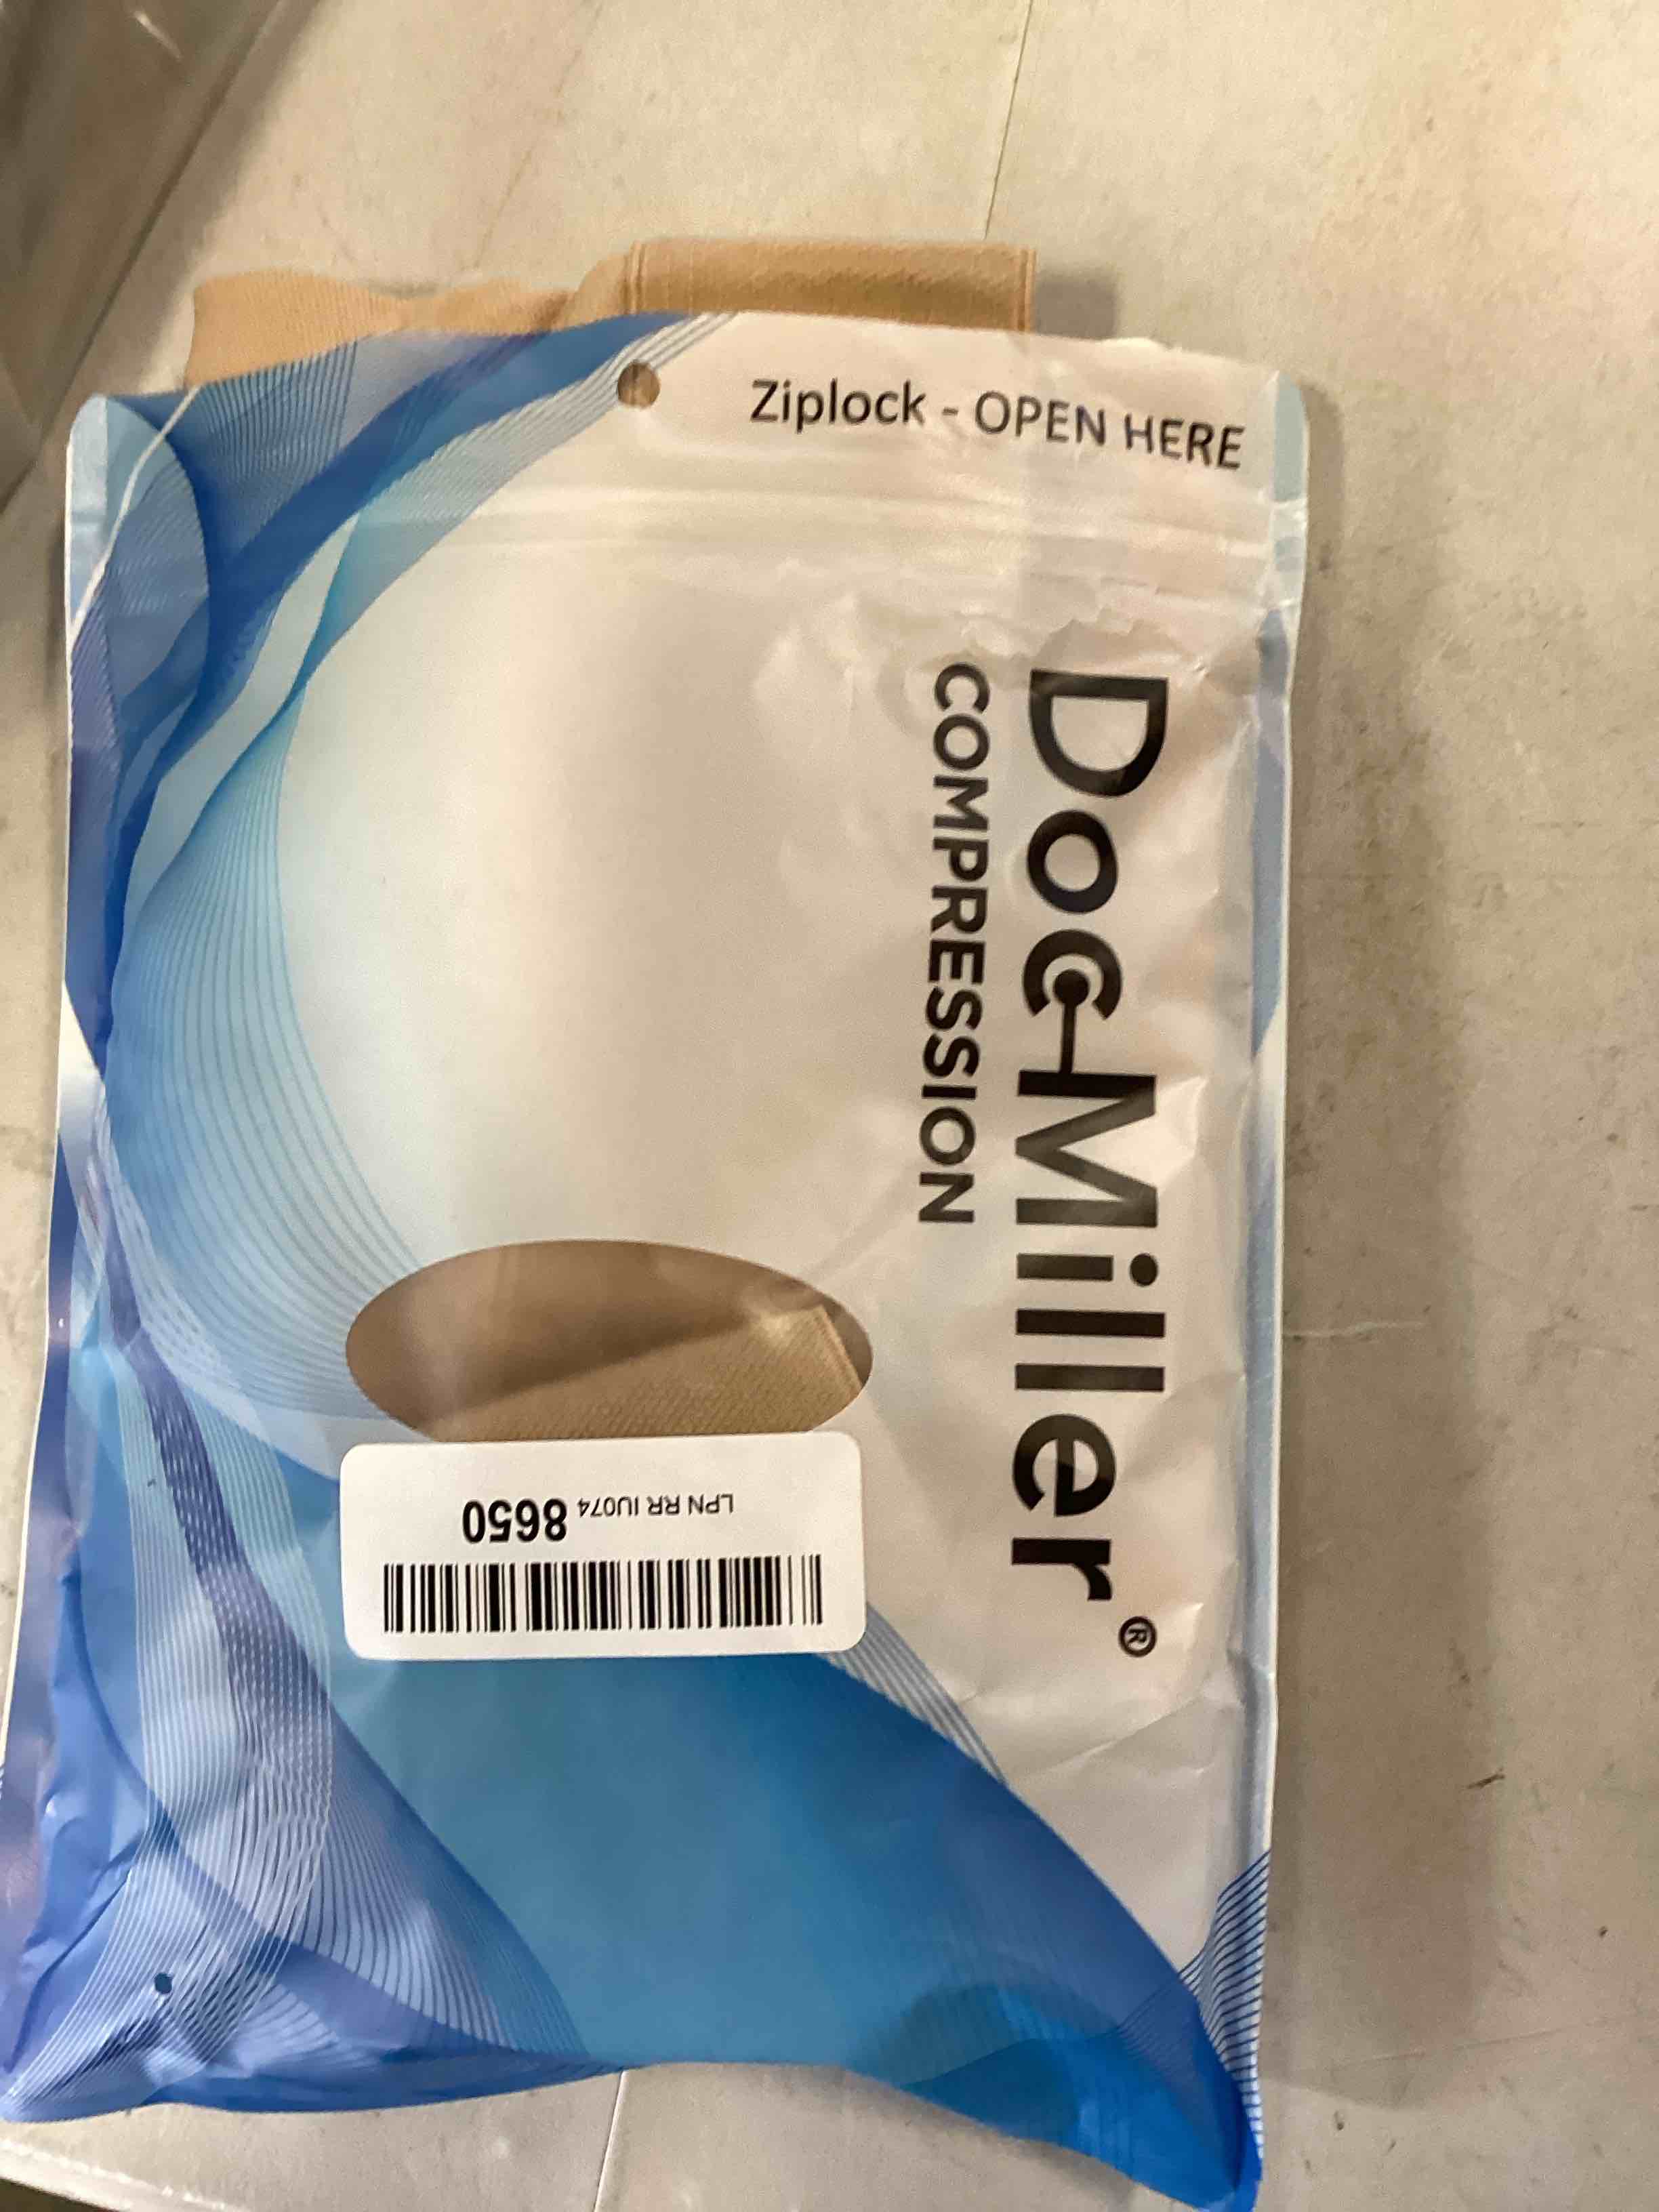 Ziplock - OPEN HERE
Doc Miller®
COMPRESSION
LPN RR IU074 8650